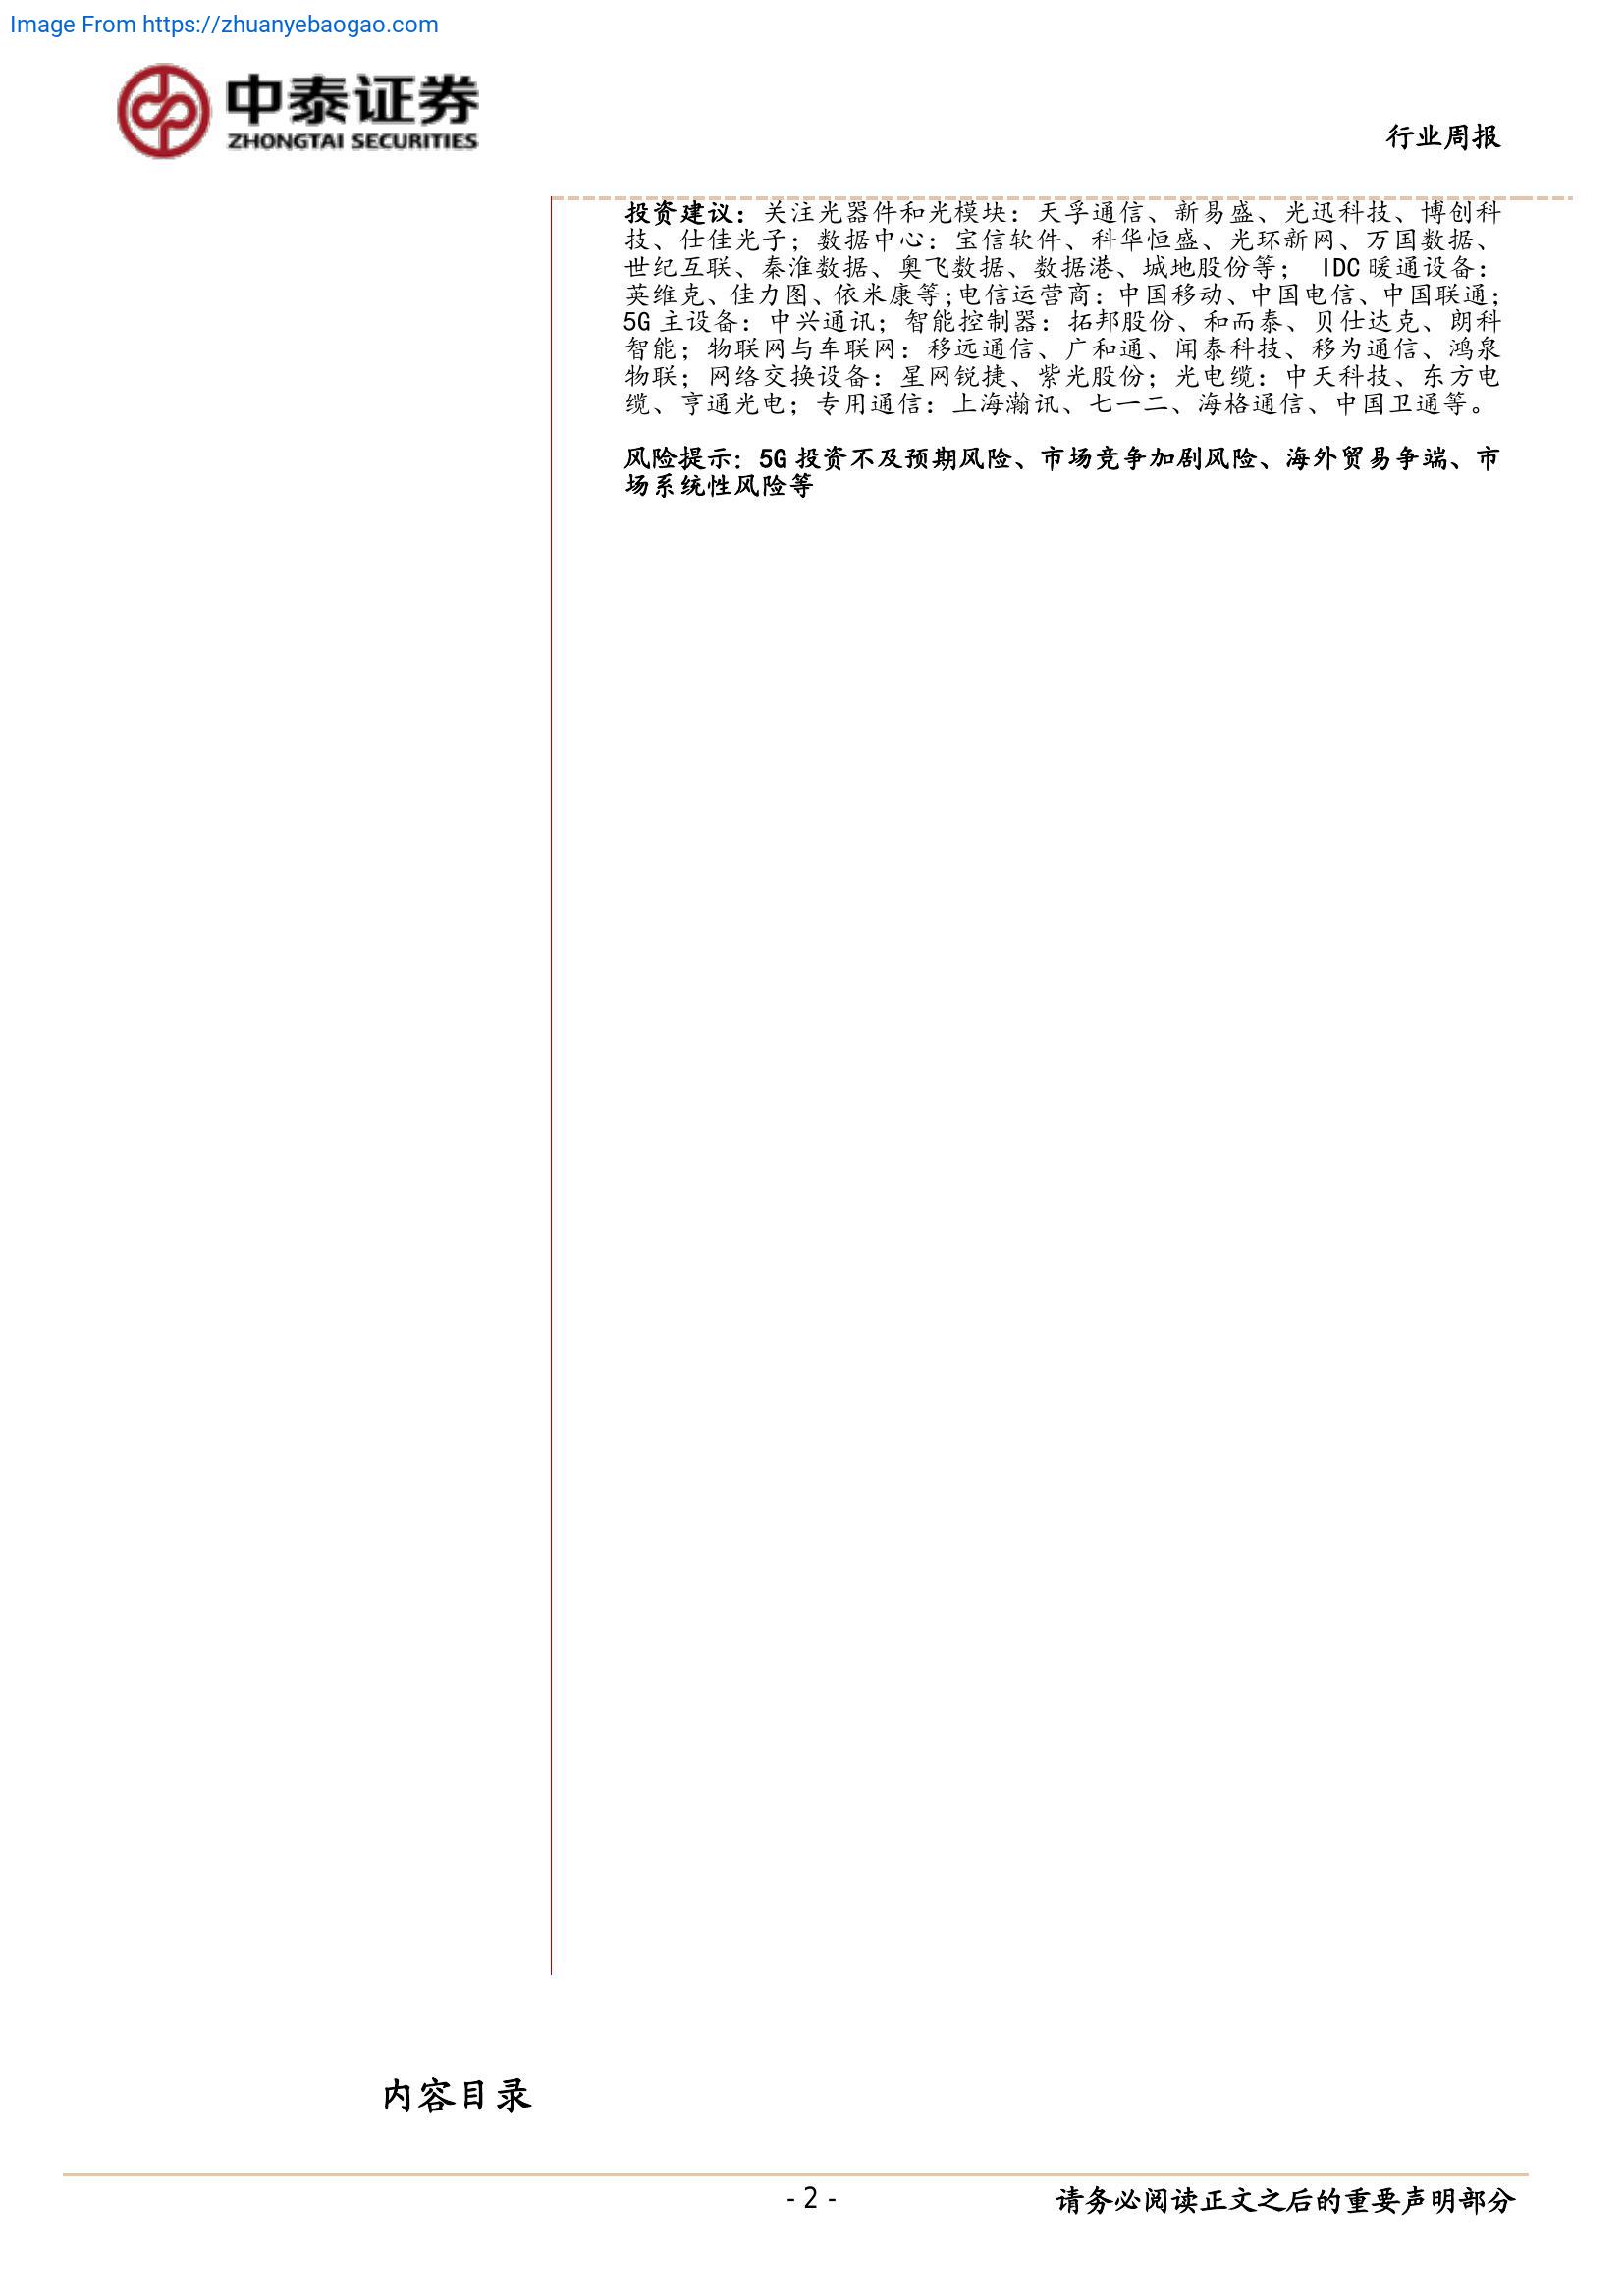 Image From https://zhuanyebaogao.com
中泰证券
ZHONGTAI SECURITIES
行业周报
投资建议：关注光器件和光模块：天孚通信、新易盛、光迅科技、博创科
技、仕佳光子；数据中心：宝信软件、科华恒盛、光环新网、万国数据、
世纪互联、秦淮数据、奥飞数据、数据港、城地股份等； IDC 暖通设备：
英维克、佳力图、依米康等;电信运营商：中国移动、中国电信、中国联通；
5G 主设备：中兴通讯；智能控制器：拓邦股份、和而泰、贝仕达克、朗科
智能；物联网与车联网：移远通信、广和通、闻泰科技、移为通信、鸿泉
物联；网络交换设备：星网锐捷、紫光股份；光电缆：中天科技、东方电
缆、亨通光电；专用通信：上海瀚讯、七一二、海格通信、中国卫通等。
风险提示：5G 投资不及预期风险、市场竞争加剧风险、海外贸易争端、市
场系统性风险等
内容目录
- 2 -
请务必阅读正文之后的重要声明部分